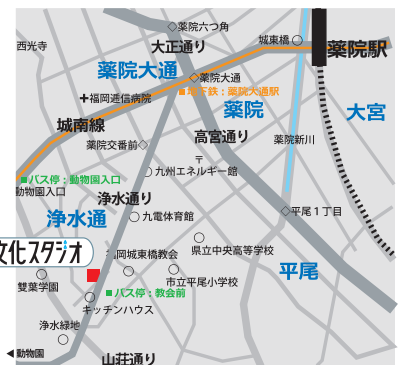 ◇薬院六つ角
西光寺
大正通り
城東橋
薬院駅
薬院大通
◇薬院大通
■地下鉄：薬院大通駅
✚福岡逓信病院
薬院
大宮
城南線
高宮通り
薬院交番前◇
薬院新川
〒
九州エネルギー館
■バス停：動物園入口
動物園入口
浄水通り
浄水通
九電体育館
◇平尾1丁目
文化スタジオ
岡城東橋教会
県立中央高等学校
平尾
双葉学園
市立平尾小学校
■バス停：教会前
キッチンハウス
浄水緑地
◀動物園
山荘通り